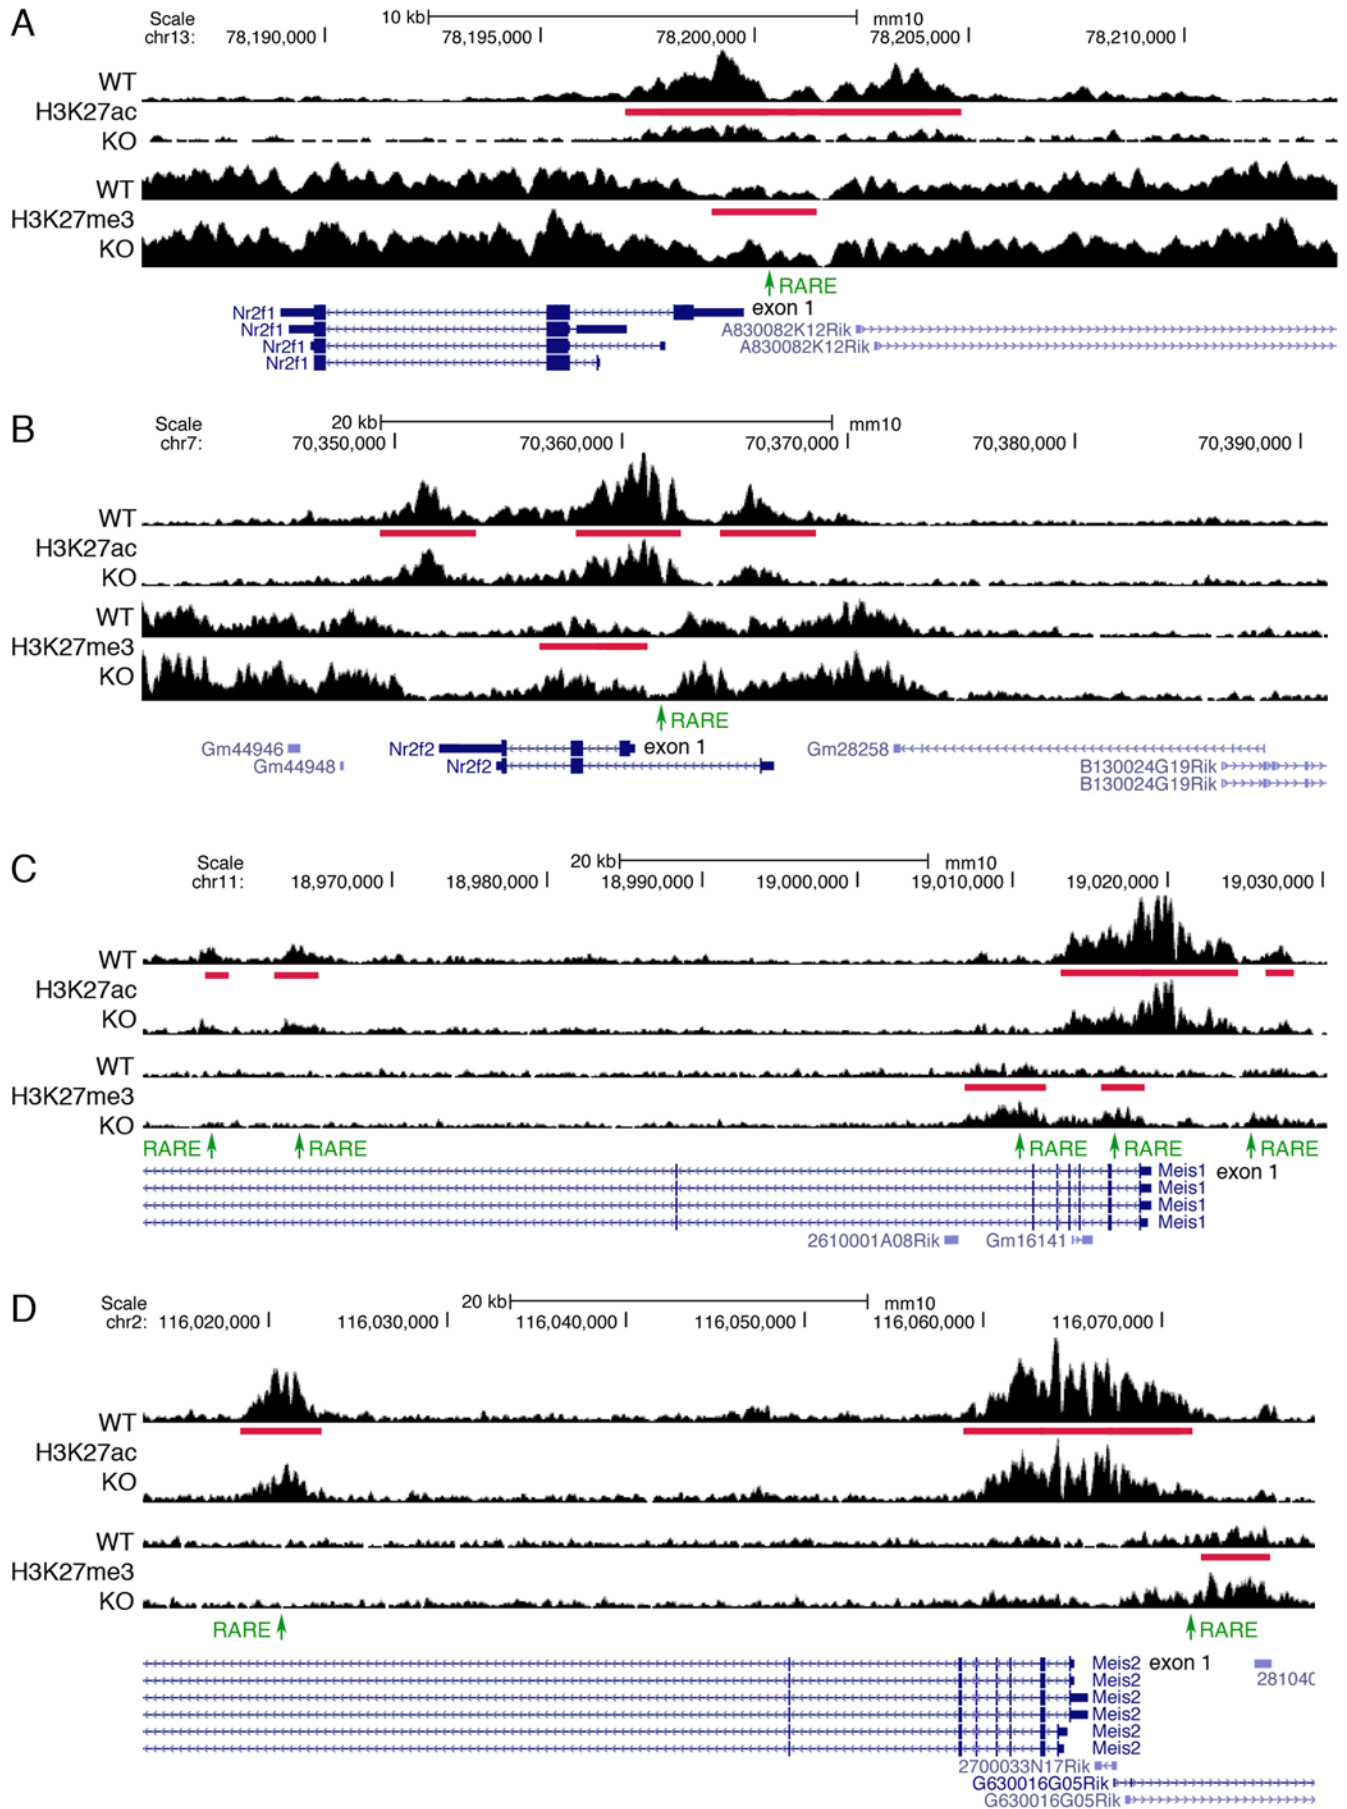 A
Scale 10 kb mm10
chr13: 78,190,000 78,195,000 78,200,000 78,205,000 78,210,000
WT
H3K27ac
KO
WT
H3K27me3
KO
RARE
Nr2f1 exon 1
Nr2f1 A830082K12Rik
Nr2f1 A830082K12Rik
Nr2f1
B
Scale 20 kb mm10
chr7: 70,350,000 70,360,000 70,370,000 70,380,000 70,390,000
WT
H3K27ac
KO
WT
H3K27me3
KO
RARE
Gm44946 Nr2f2 exon 1 Gm28258
Gm44948 Nr2f2 B130024G19Rik
B130024G19Rik
C
Scale 20 kb mm10
chr11: 18,970,000 18,980,000 18,990,000 19,000,000 19,010,000 19,020,000 19,030,000
WT
H3K27ac
KO
WT
H3K27me3
KO
RARE RARE RARE RARE RARE
Meis1 exon 1
Meis1
Meis1
Meis1
2610001A08Rik Gm16141
D
Scale 20 kb mm10
chr2: 116,020,000 116,030,000 116,040,000 116,050,000 116,060,000 116,070,000
WT
H3K27ac
KO
WT
H3K27me3
KO
RARE RARE
Meis2 exon 1
Meis2 28104
Meis2
Meis2
Meis2
Meis2
2700033N17Rik
G630016G05Rik
G630016G05Rik